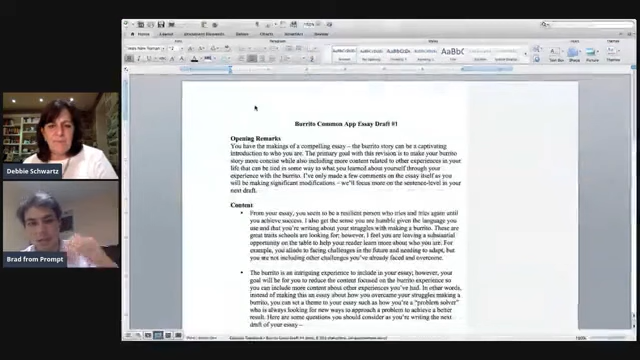 Home
Layout
Document Elements
Tables
Charts
SmartArt
Review
AaBbC
Burrito Common App Essay Draft #1
Opening Remarks
You have the makings of a compelling essay – the burrito story can be a captivating
introduction to who you are. The primary goal with this revision is to make your burrito
story more concise while also including more content related to other experiences in your
life that can be tied in some way to what you learned about yourself through your
experience with the burrito. I've only made a few comments on the essay itself as you
will be making significant modifications – we'll focus more on the sentence-level in your
next draft.
Content
• From your essay, you seem to be a resilient person who tries and tries again until
you achieve success. I also get the sense you are humble given the language you
use and that you're writing about your struggles with making a burrito. These are
great traits schools are looking for; however, I feel you are leaving a substantial
opportunity on the table to help your reader learn more about who you are. For
example, you allude to facing challenges in the future and needing to adapt, but
you are not including other challenges you've already faced and overcome.
• The burrito is an intriguing experience to include in your essay; however, your
goal will be for you to reduce the content focused on the burrito experience so
you can include more content about other experiences you've had. In other words,
instead of making this an essay about how you overcame your struggles making a
burrito, you can set a theme to your essay such as how you're a "problem solver"
who is always looking for new ways to approach a problem to achieve a better
result. Here are some questions you should consider as you're writing the next
draft of your essay –
Debbie Schwartz
Brad from Prompt